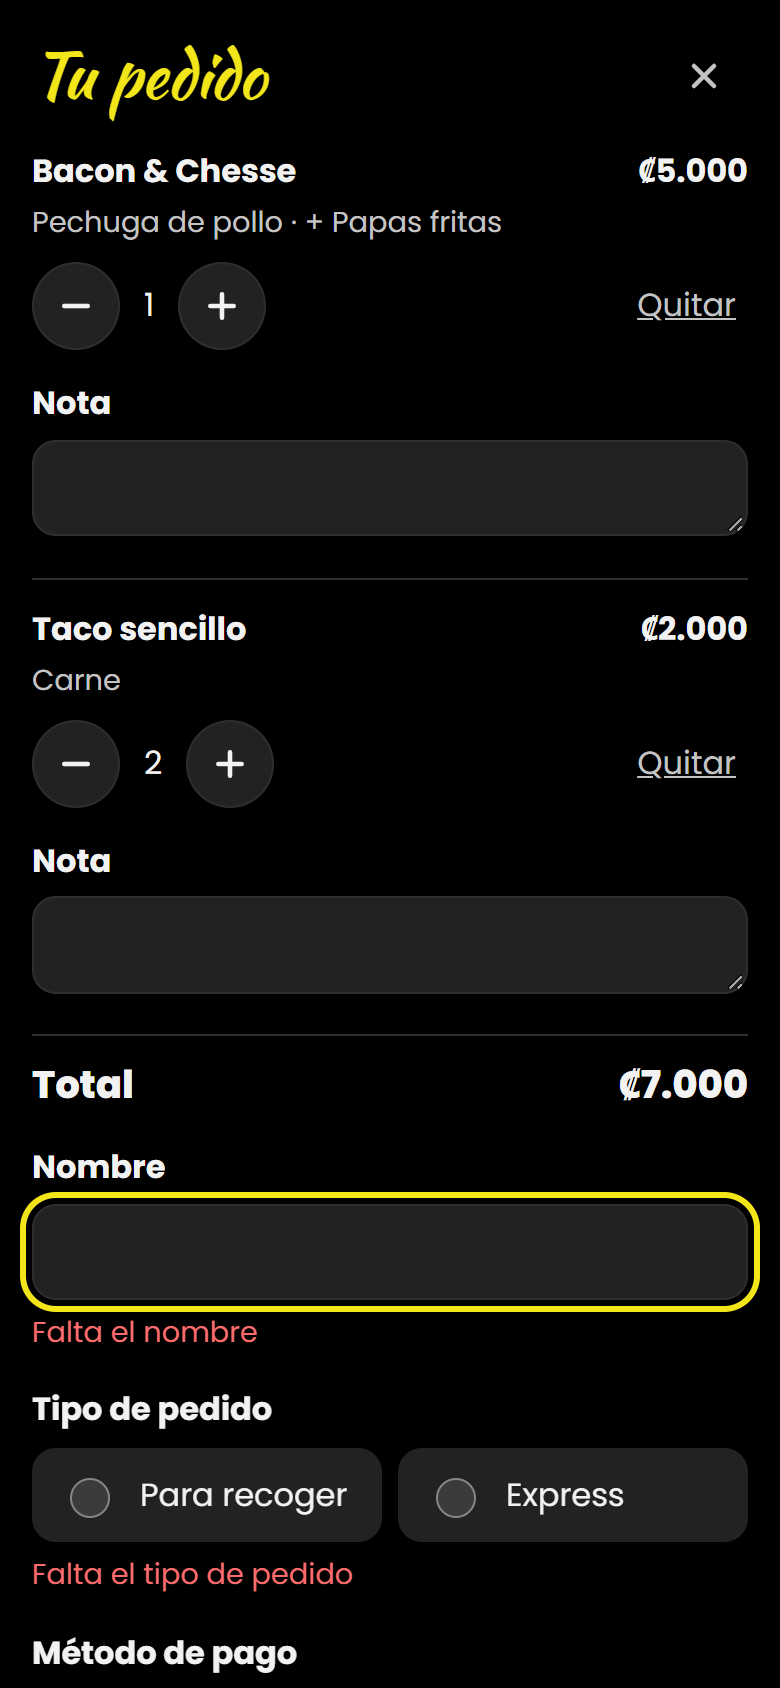 Tu pedido
Bacon & Chesse ₡5.000
Pechuga de pollo · + Papas fritas
1 Quitar
Nota
Taco sencillo ₡2.000
Carne
2 Quitar
Nota
Total ₡7.000
Nombre
Falta el nombre
Tipo de pedido
Para recoger Express
Falta el tipo de pedido
Método de pago